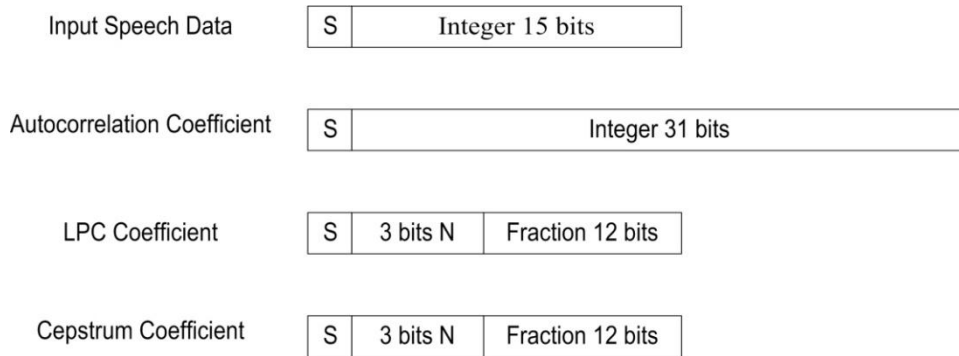 Input Speech Data S Integer 15 bits
Autocorrelation Coefficient S Integer 31 bits
LPC Coefficient S 3 bits N Fraction 12 bits
Cepstrum Coefficient S 3 bits N Fraction 12 bits